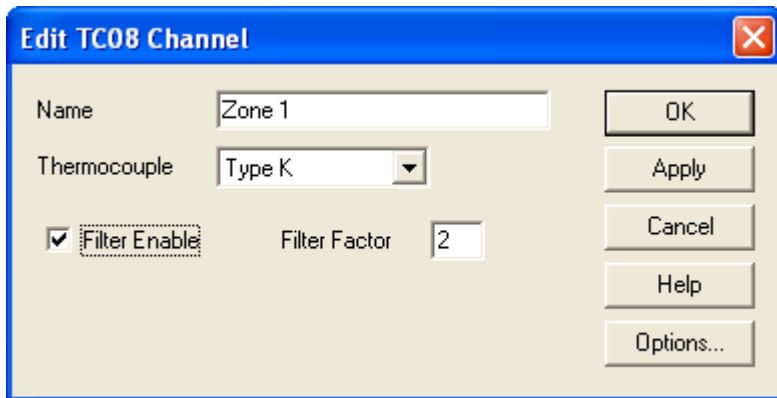 Edit TC08 Channel
Name
Zone 1
OK
Thermocouple
Type K
Apply
Filter Enable
Filter Factor
2
Cancel
Help
Options...